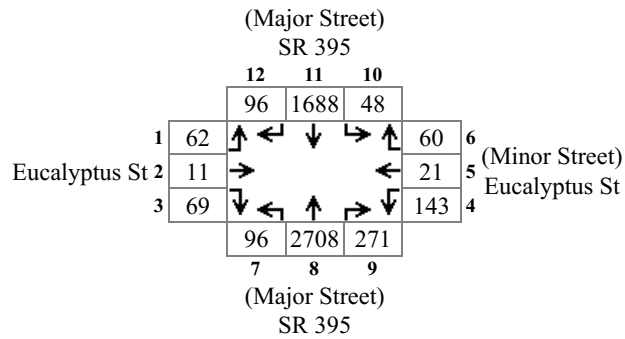 (Major Street)
SR 395
12 11 10
96 1688 48
1 62 60 6
Eucalyptus St 2 11 21 5 (Minor Street)
Eucalyptus St
3 69 143 4
96 2708 271
7 8 9
(Major Street)
SR 395